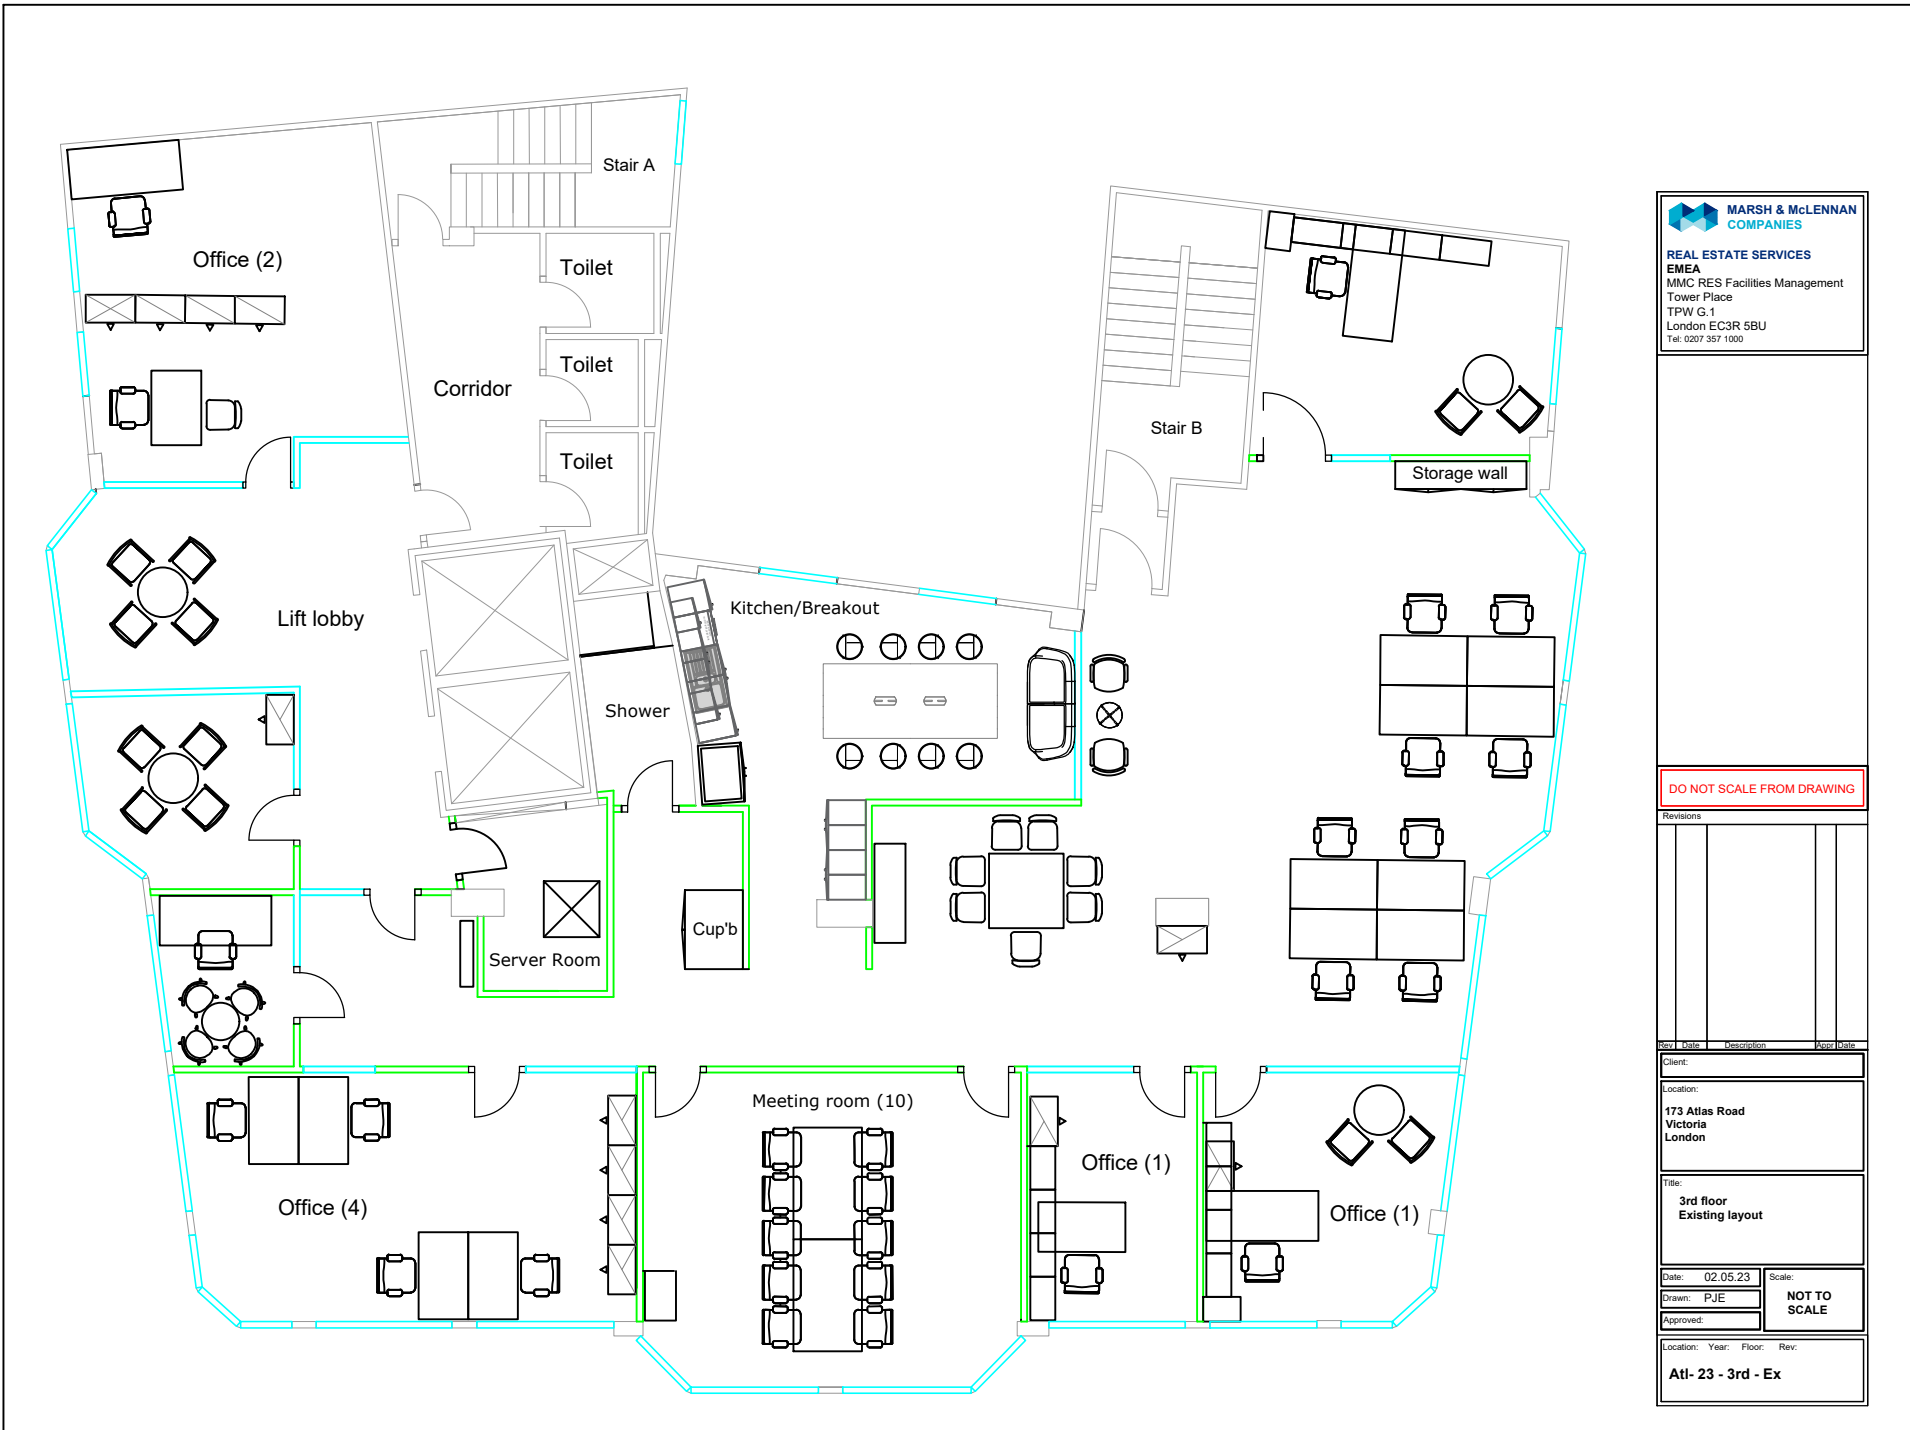 Stair A
Office (2)
Toilet
Toilet
Toilet
Corridor
Stair B
Storage wall
Lift lobby
Kitchen/Breakout
Shower
Cup'b
Server Room
Meeting room (10)
Office (4)
Office (1)
Office (1)
MARSH & McLENNAN
COMPANIES
REAL ESTATE SERVICES
EMEA
MMC RES Facilities Management
Tower Place
TPW G.1
London EC3R 5BU
Tel: 0207 357 1000
DO NOT SCALE FROM DRAWING
Revisions
Rev Date Description Appr Date
Client:
Location:
173 Atlas Road
Victoria
London
Title:
3rd floor
Existing layout
Date: 02.05.23
Drawn: PJE
Approved:
Scale:
NOT TO
SCALE
Location: Year: Floor: Rev:
Atl- 23 - 3rd - Ex